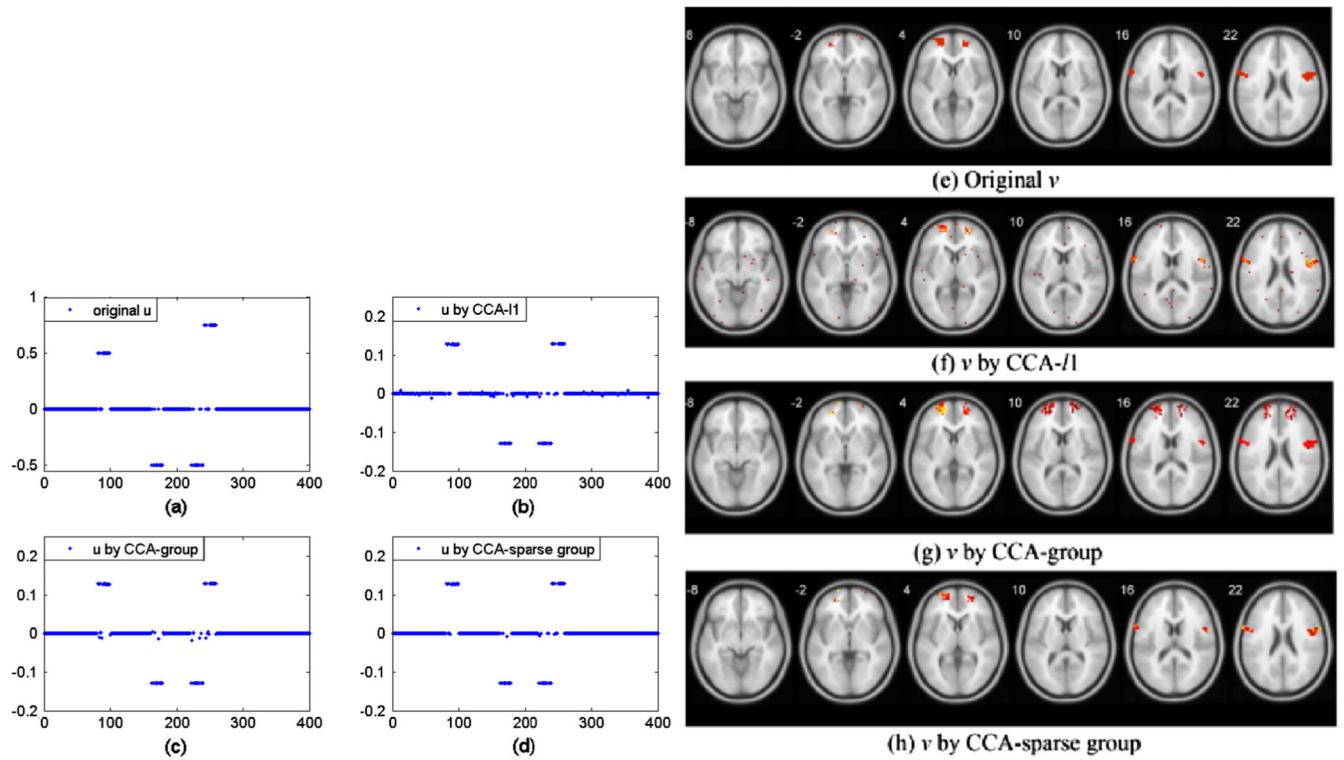 -8 -2 4 10 16 22
(e) Original v
-8 -2 4 10 16 22
(f) v by CCA-l1
-8 -2 4 10 16 22
(g) v by CCA-group
-8 -2 4 10 16 22
(h) v by CCA-sparse group
original u
1
0.5
0
-0.5
0 100 200 300 400
(a)
u by CCA-l1
0.2
0.1
0
-0.1
-0.2
0 100 200 300 400
(b)
u by CCA-group
0.2
0.1
0
-0.1
-0.2
0 100 200 300 400
(c)
u by CCA-sparse group
0.2
0.1
0
-0.1
-0.2
0 100 200 300 400
(d)